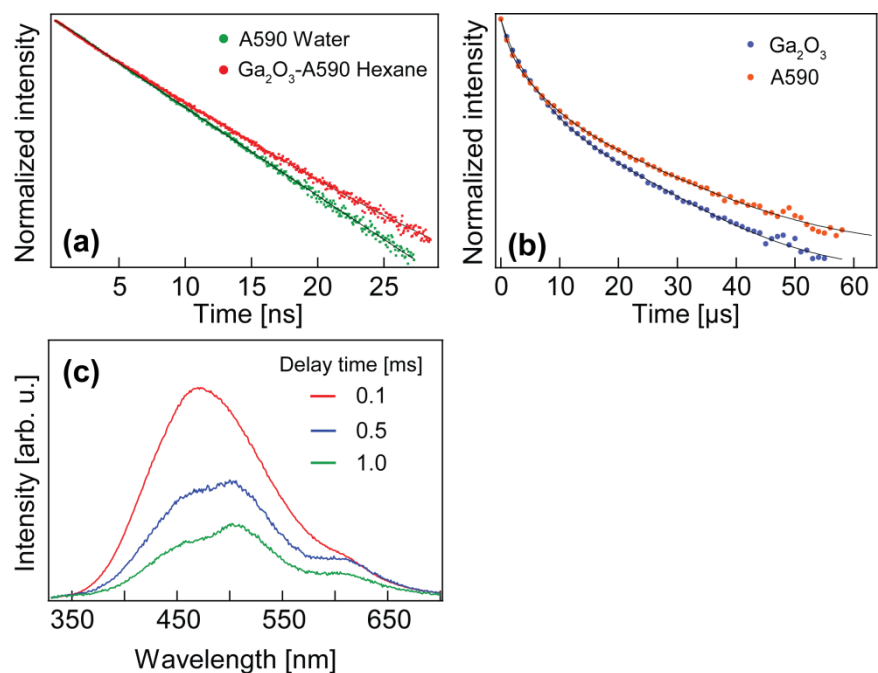 Normalized intensity
A590 Water
Ga₂O₃-A590 Hexane
(a)
5 10 15 20 25
Time [ns]
Normalized intensity
Ga₂O₃
A590
(b)
0 10 20 30 40 50 60
Time [µs]
Intensity [arb. u.]
(c)
Delay time [ms]
0.1
0.5
1.0
350 450 550 650
Wavelength [nm]